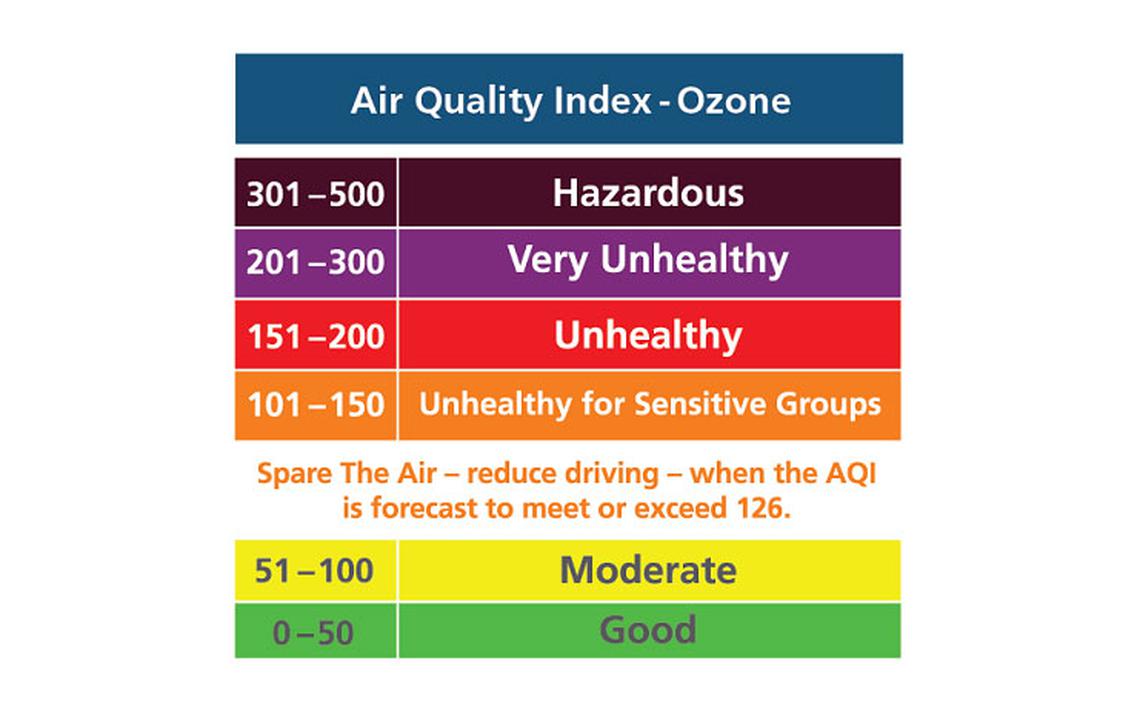 Air Quality Index - Ozone
301 – 500 Hazardous
201 – 300 Very Unhealthy
151 – 200 Unhealthy
101 – 150 Unhealthy for Sensitive Groups
Spare The Air – reduce driving – when the AQI
is forecast to meet or exceed 126.
51 – 100 Moderate
0 – 50 Good